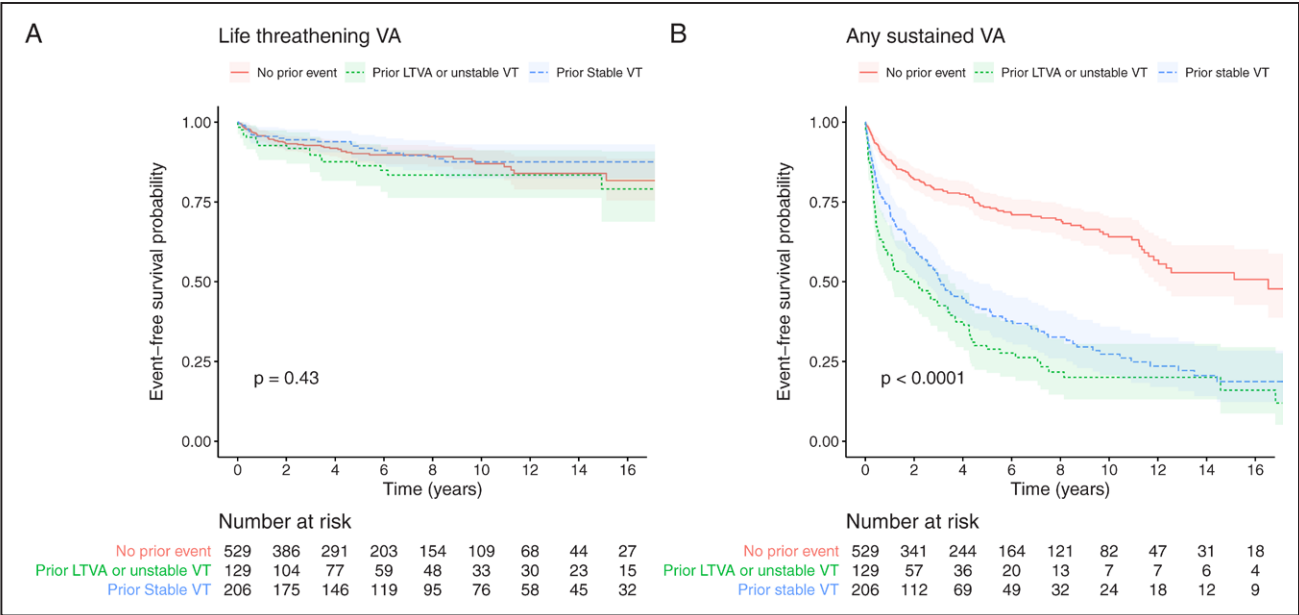 A
Life threathening VA
No prior event Prior LTVA or unstable VT Prior Stable VT
Event−free survival probability
1.00
0.75
0.50
0.25
0.00
p = 0.43
0 2 4 6 8 10 12 14 16
Time (years)
Number at risk
No prior event 529 386 291 203 154 109 68 44 27
Prior LTVA or unstable VT 129 104 77 59 48 33 30 23 15
Prior Stable VT 206 175 146 119 95 76 58 45 32
B
Any sustained VA
No prior event Prior LTVA or unstable VT Prior stable VT
Event−free survival probability
1.00
0.75
0.50
0.25
0.00
p < 0.0001
0 2 4 6 8 10 12 14 16
Time (years)
Number at risk
No prior event 529 341 244 164 121 82 47 31 18
Prior LTVA or unstable VT 129 57 36 20 13 7 7 6 4
Prior stable VT 206 112 69 49 32 24 18 12 9